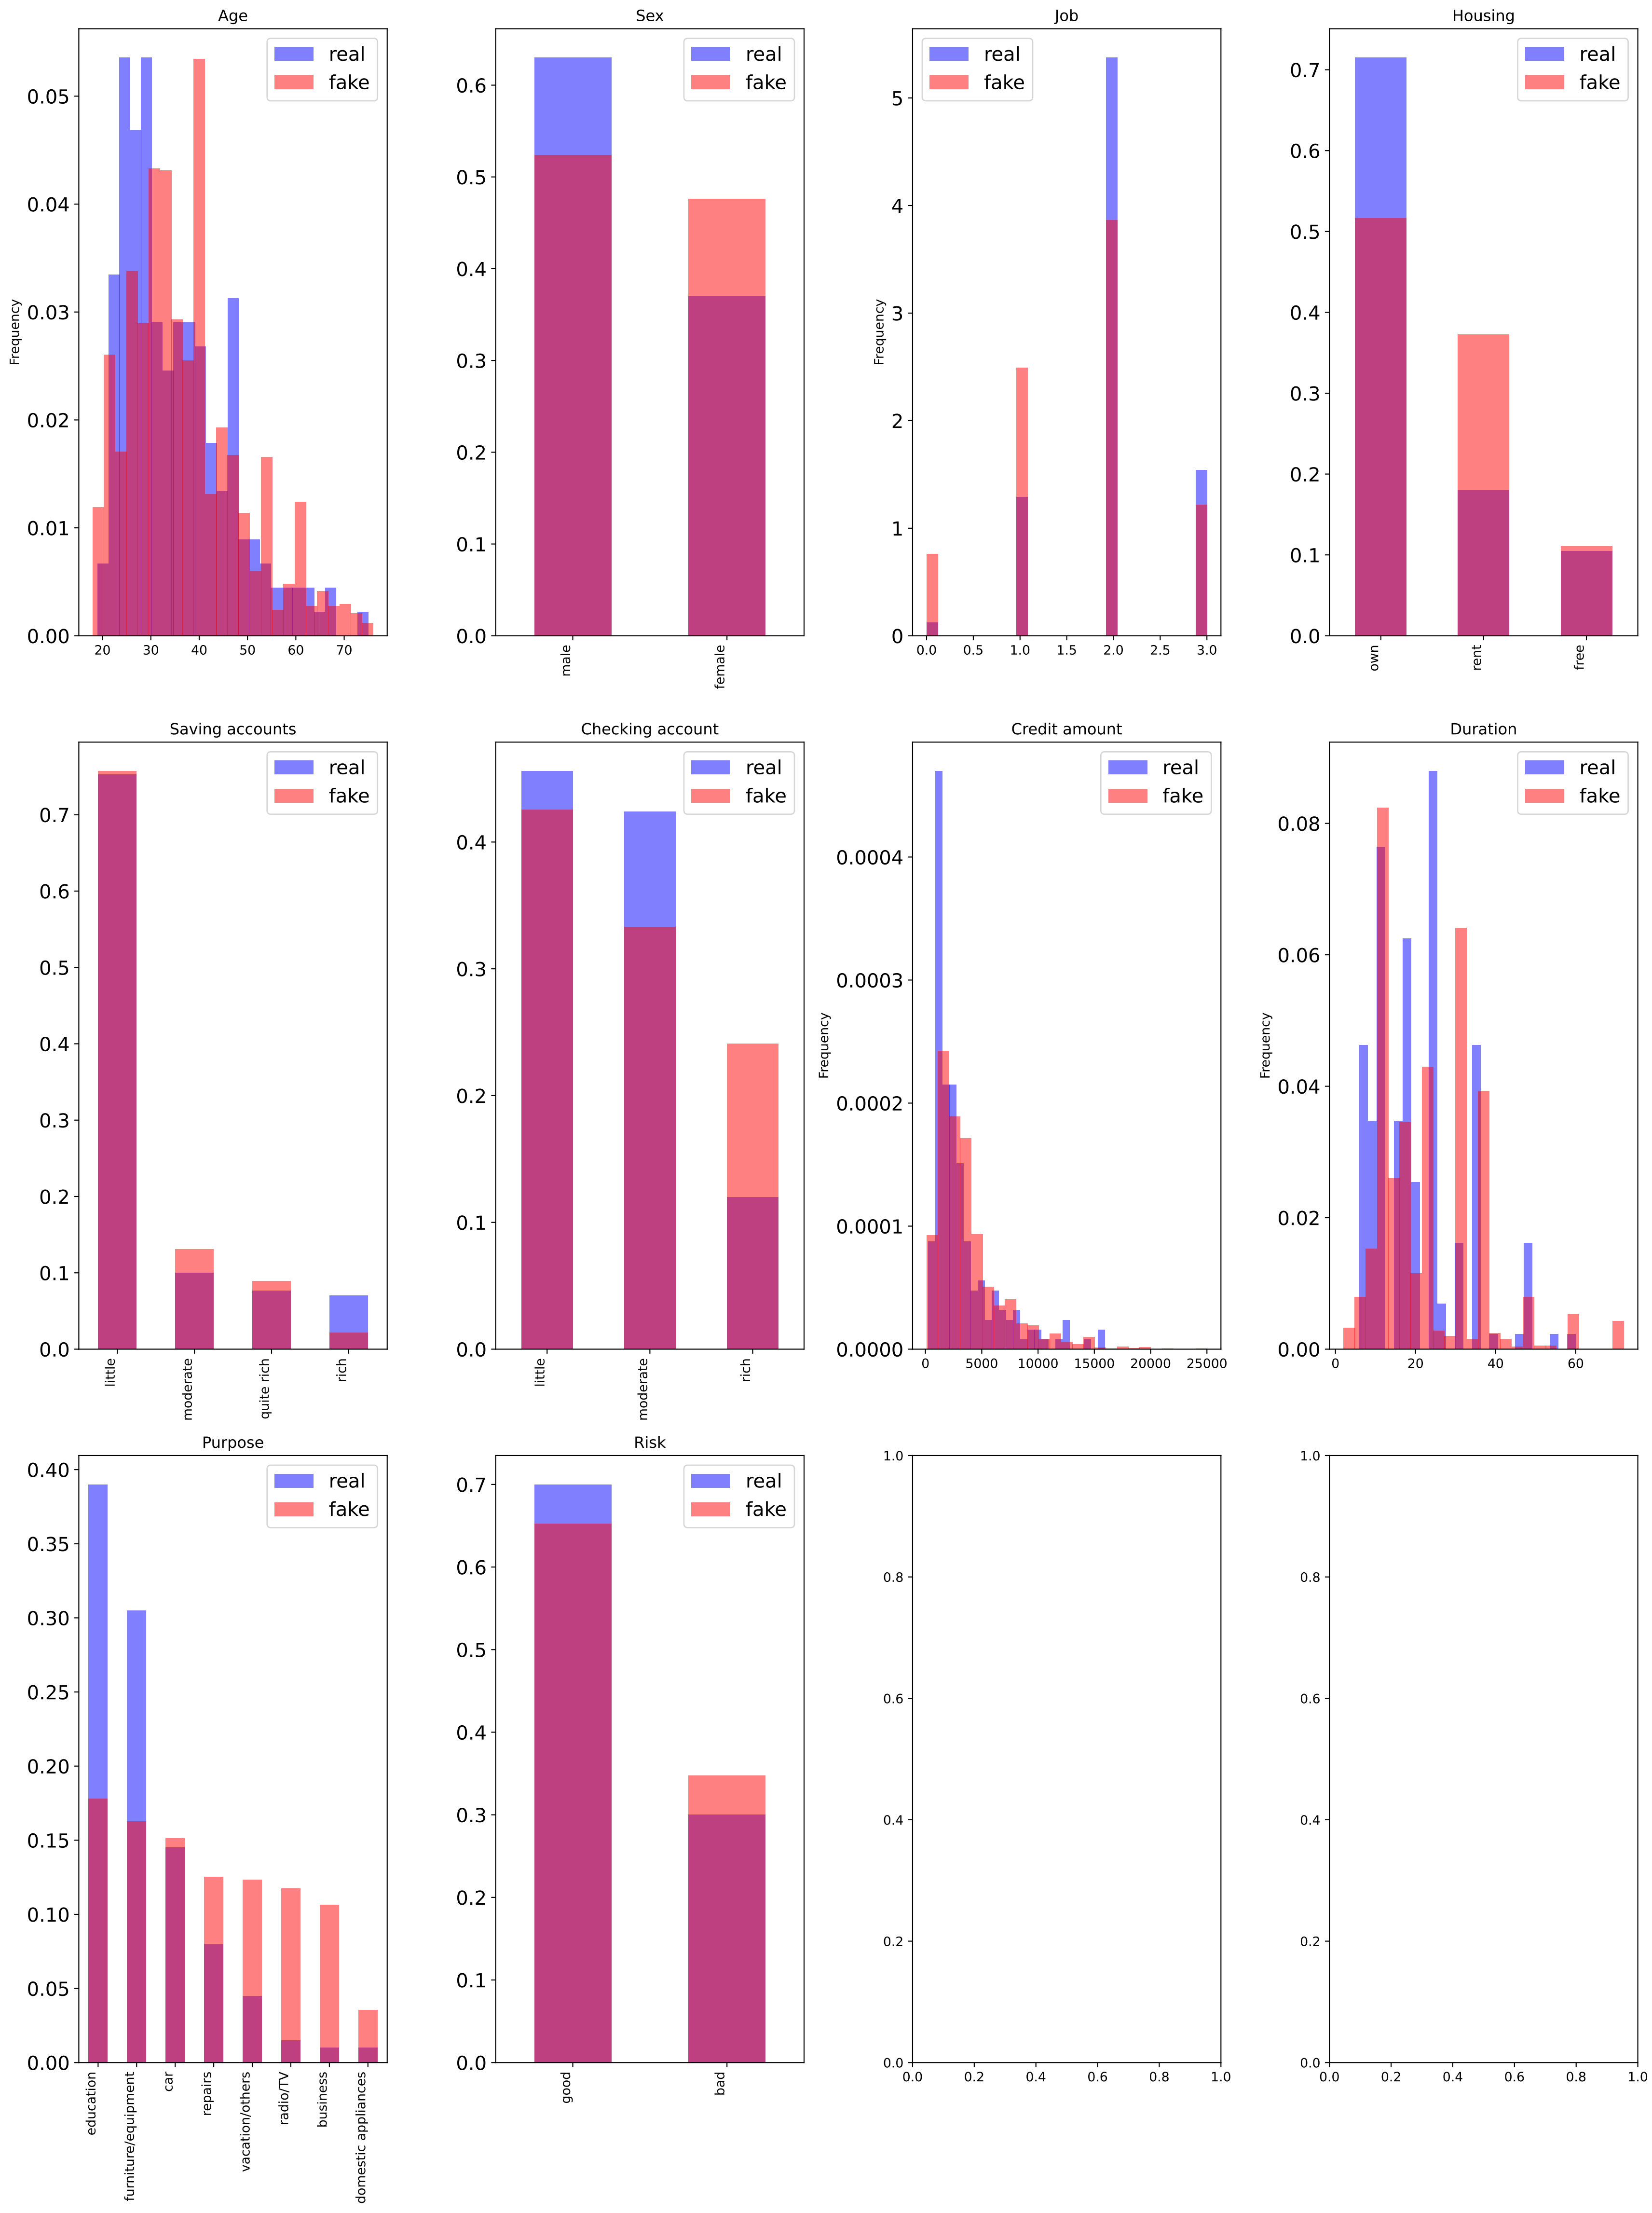 Age
real
fake
Frequency
0.05
0.04
0.03
0.02
0.01
0.00
20 30 40 50 60 70
Sex
real
fake
0.6
0.5
0.4
0.3
0.2
0.1
0.0
male
female
Job
real
fake
Frequency
5
4
3
2
1
0
0.0 0.5 1.0 1.5 2.0 2.5 3.0
Housing
real
fake
0.7
0.6
0.5
0.4
0.3
0.2
0.1
0.0
own
rent
free
Saving accounts
real
fake
0.7
0.6
0.5
0.4
0.3
0.2
0.1
0.0
little
moderate
quite rich
rich
Checking account
real
fake
0.4
0.3
0.2
0.1
0.0
little
moderate
rich
Credit amount
real
fake
Frequency
0.0004
0.0003
0.0002
0.0001
0.0000
0 5000 10000 15000 20000 25000
Duration
real
fake
Frequency
0.08
0.06
0.04
0.02
0.00
0 20 40 60
Purpose
real
fake
0.40
0.35
0.30
0.25
0.20
0.15
0.10
0.05
0.00
education
furniture/equipment
car
repairs
vacation/others
radio/TV
business
domestic appliances
Risk
real
fake
0.7
0.6
0.5
0.4
0.3
0.2
0.1
0.0
good
bad
1.0
0.8
0.6
0.4
0.2
0.0
0.0 0.2 0.4 0.6 0.8 1.0
1.0
0.8
0.6
0.4
0.2
0.0
0.0 0.2 0.4 0.6 0.8 1.0